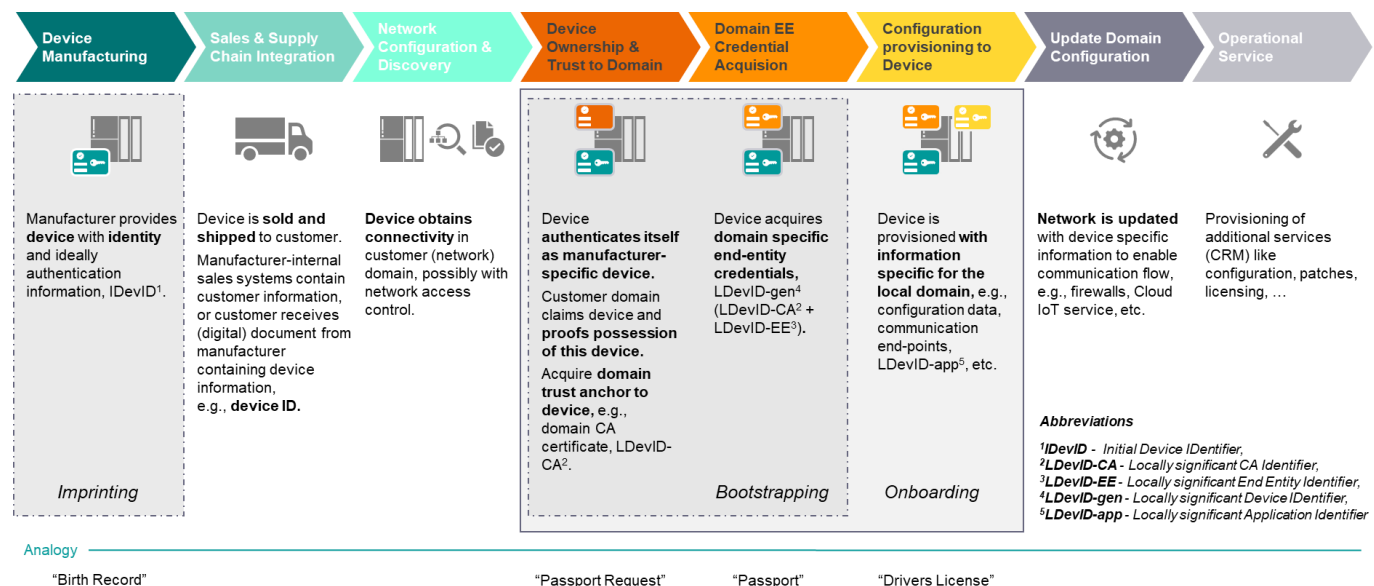 Device
Manufacturing
Sales & Supply
Chain Integration
Network
Configuration &
Discovery
Device
Ownership &
Trust to Domain
Domain EE
Credential
Acquision
Configuration
provisioning to
Device
Update Domain
Configuration
Operational
Service
Manufacturer provides
device with identity
and ideally
authentication
information, IDevID¹.
Imprinting
Device is sold and
shipped to customer.
Manufacturer-internal
sales systems contain
customer information,
or customer receives
(digital) document from
manufacturer
containing device
information,
e.g., device ID.
Device obtains
connectivity in
customer (network)
domain, possibly with
network access
control.
Device
authenticates itself
as manufacturer-
specific device.
Customer domain
claims device and
proofs possession
of this device.
Acquire domain
trust anchor to
device, e.g.,
domain CA
certificate, LDevID-
CA².
Device acquires
domain specific
end-entity
credentials,
LDevID-gen⁴
(LDevID-CA² +
LDevID-EE³).
Bootstrapping
Device is
provisioned with
information
specific for the
local domain, e.g.,
configuration data,
communication
end-points,
LDevID-app⁵, etc.
Onboarding
Network is updated
with device specific
information to enable
communication flow,
e.g., firewalls, Cloud
IoT service, etc.
Provisioning of
additional services
(CRM) like
configuration, patches,
licensing, …
Abbreviations
¹IDevID - Initial Device IDentifier,
²LDevID-CA - Locally significant CA Identifier,
³LDevID-EE - Locally significant End Entity Identifier,
⁴LDevID-gen - Locally significant Device IDentifier,
⁵LDevID-app - Locally significant Application Identifier
Analogy
“Birth Record”
“Passport Request”
“Passport”
“Drivers License”